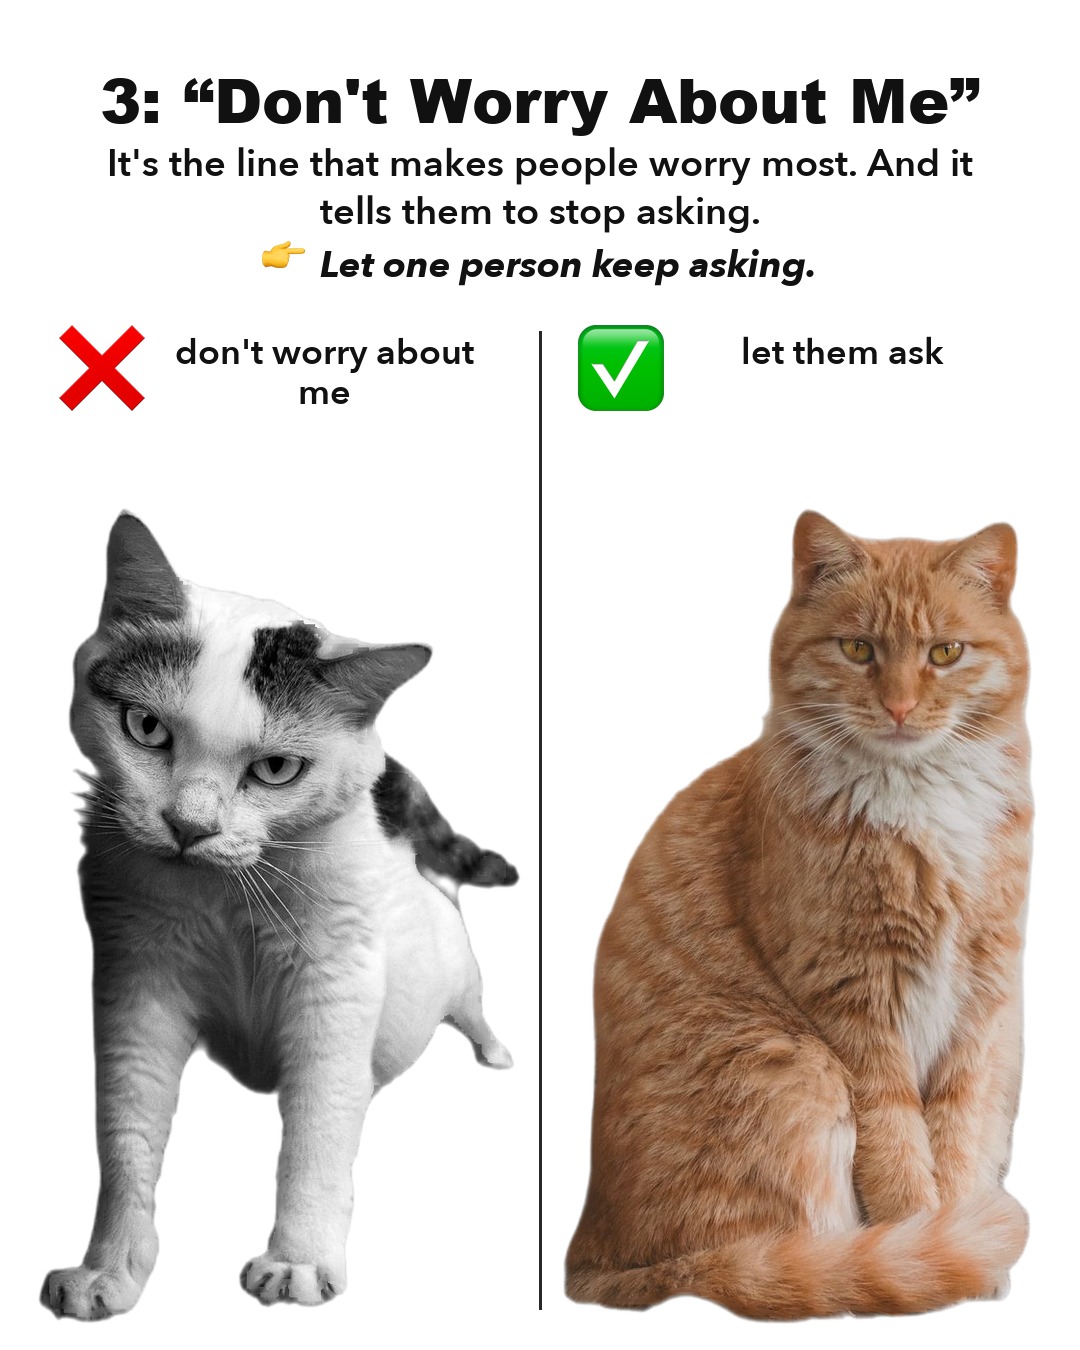 3: “Don't Worry About Me”
It's the line that makes people worry most. And it
tells them to stop asking.
👉 Let one person keep asking.
❌ don't worry about
me
✅ let them ask